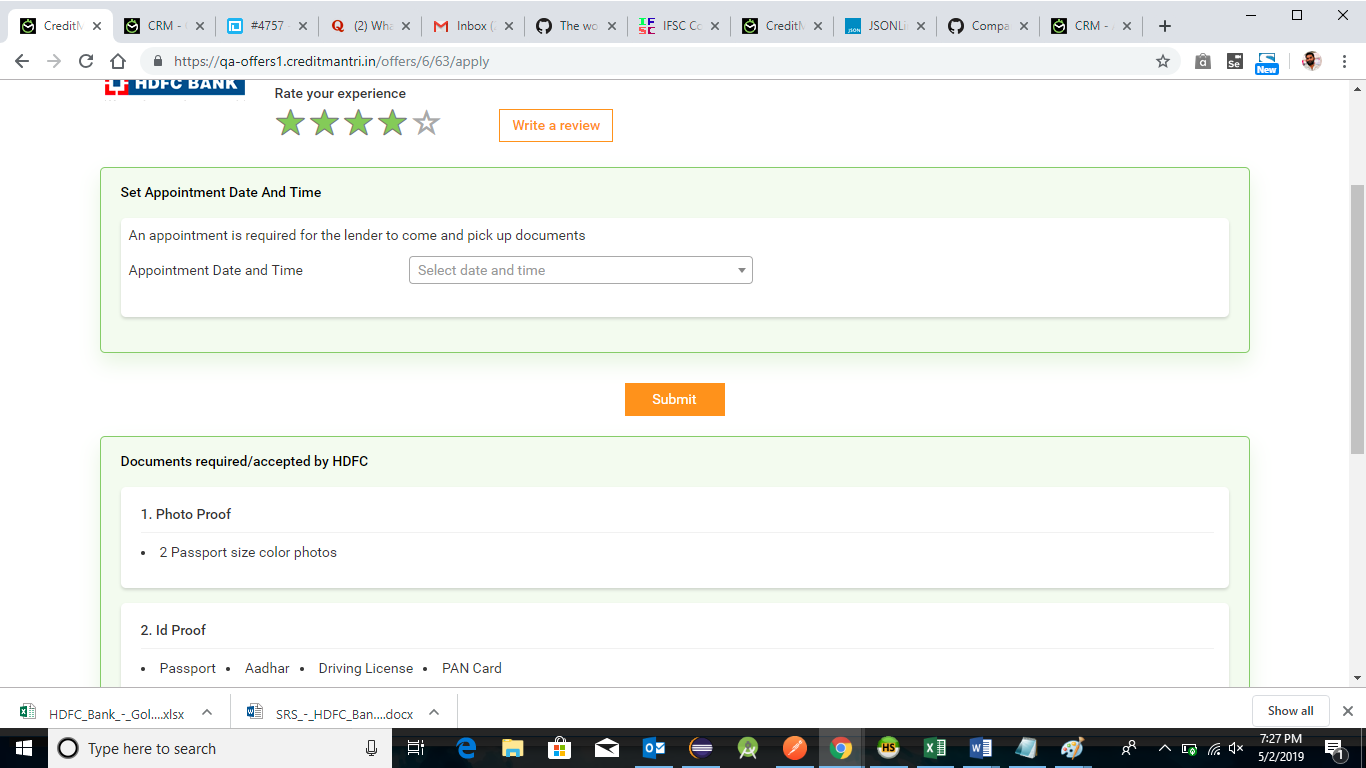 CreditM
CRM -
#4757
(2) Wha
Inbox (
The wo
IFSC Co
CreditM
JSONLi
Compa
CRM -
https://qa-offers1.creditmantri.in/offers/6/63/apply
Se
New
HDFC BANK
Rate your experience
Write a review
Set Appointment Date And Time
An appointment is required for the lender to come and pick up documents
Appointment Date and Time
Select date and time
Submit
Documents required/accepted by HDFC
1. Photo Proof
• 2 Passport size color photos
2. Id Proof
• Passport • Aadhar • Driving License • PAN Card
HDFC_Bank_-_Gol....xlsx
SRS_-_HDFC_Ban....docx
Show all
Type here to search
HS
7:27 PM
5/2/2019
1